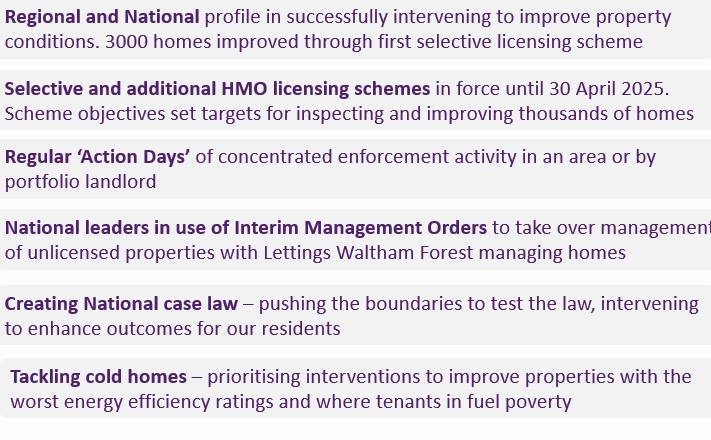 Regional and National profile in successfully intervening to improve property
conditions. 3000 homes improved through first selective licensing scheme
Selective and additional HMO licensing schemes in force until 30 April 2025.
Scheme objectives set targets for inspecting and improving thousands of homes
Regular ‘Action Days’ of concentrated enforcement activity in an area or by
portfolio landlord
National leaders in use of Interim Management Orders to take over management
of unlicensed properties with Lettings Waltham Forest managing homes
Creating National case law – pushing the boundaries to test the law, intervening
to enhance outcomes for our residents
Tackling cold homes – prioritising interventions to improve properties with the
worst energy efficiency ratings and where tenants in fuel poverty